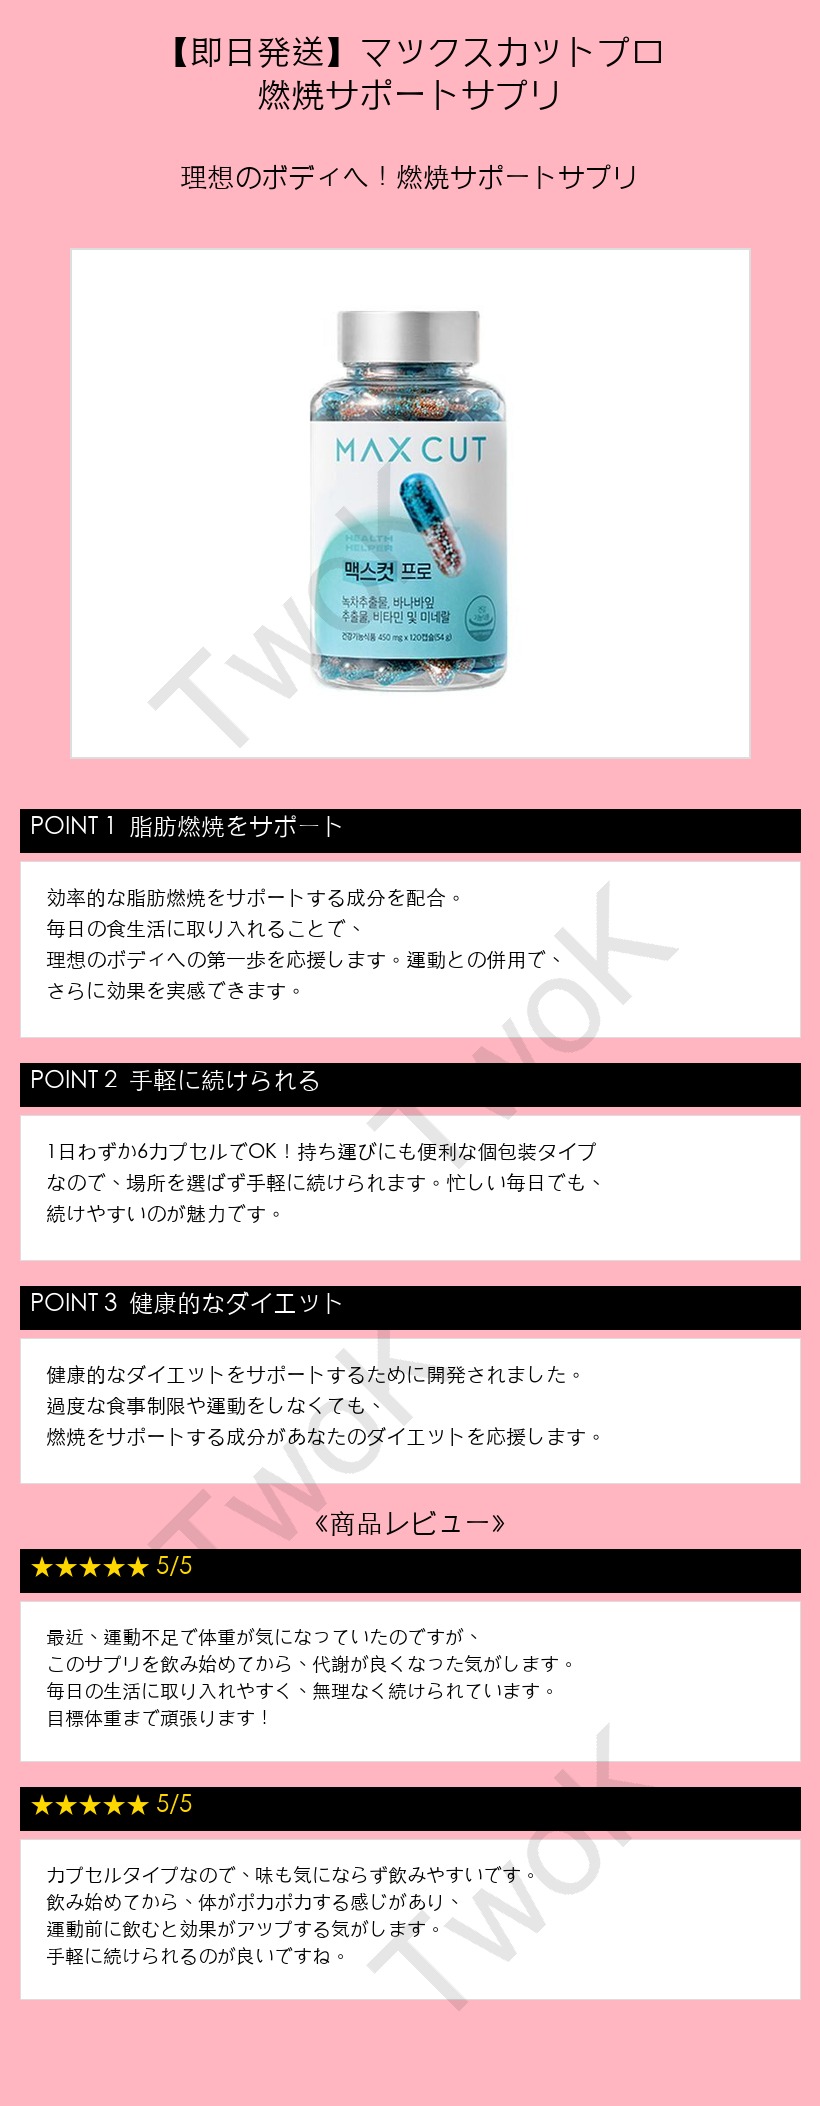 【即日発送】マックスカットプロ
燃焼サポートサプリ
理想のボディへ！燃焼サポートサプリ
MAX CUT
HEALTH
HELPER
맥스컷 프로
녹차추출물, 바나바잎
추출물, 비타민 및 미네랄
건강기능식품 450 mg x 120캡슐(54 g)
TwoK
POINT 1 脂肪燃焼をサポート
効率的な脂肪燃焼をサポートする成分を配合。
毎日の食生活に取り入れることで、
理想のボディへの第一歩を応援します。運動との併用で、
さらに効果を実感できます。
TwoK
POINT 2 手軽に続けられる
1日わずか6カプセルでOK！持ち運びにも便利な個包装タイプ
なので、場所を選ばず手軽に続けられます。忙しい毎日でも、
続けやすいのが魅力です。
POINT 3 健康的なダイエット
健康的なダイエットをサポートするために開発されました。
過度な食事制限や運動をしなくても、
燃焼をサポートする成分があなたのダイエットを応援します。
TwoK
《商品レビュー》
★★★★★ 5/5
最近、運動不足で体重が気になっていたのですが、
このサプリを飲み始めてから、代謝が良くなった気がします。
毎日の生活に取り入れやすく、無理なく続けられています。
目標体重まで頑張ります！
★★★★★ 5/5
カプセルタイプなので、味も気にならず飲みやすいです。
飲み始めてから、体がポカポカする感じがあり、
運動前に飲むと効果がアップする気がします。
手軽に続けられるのが良いですね。
TwoK